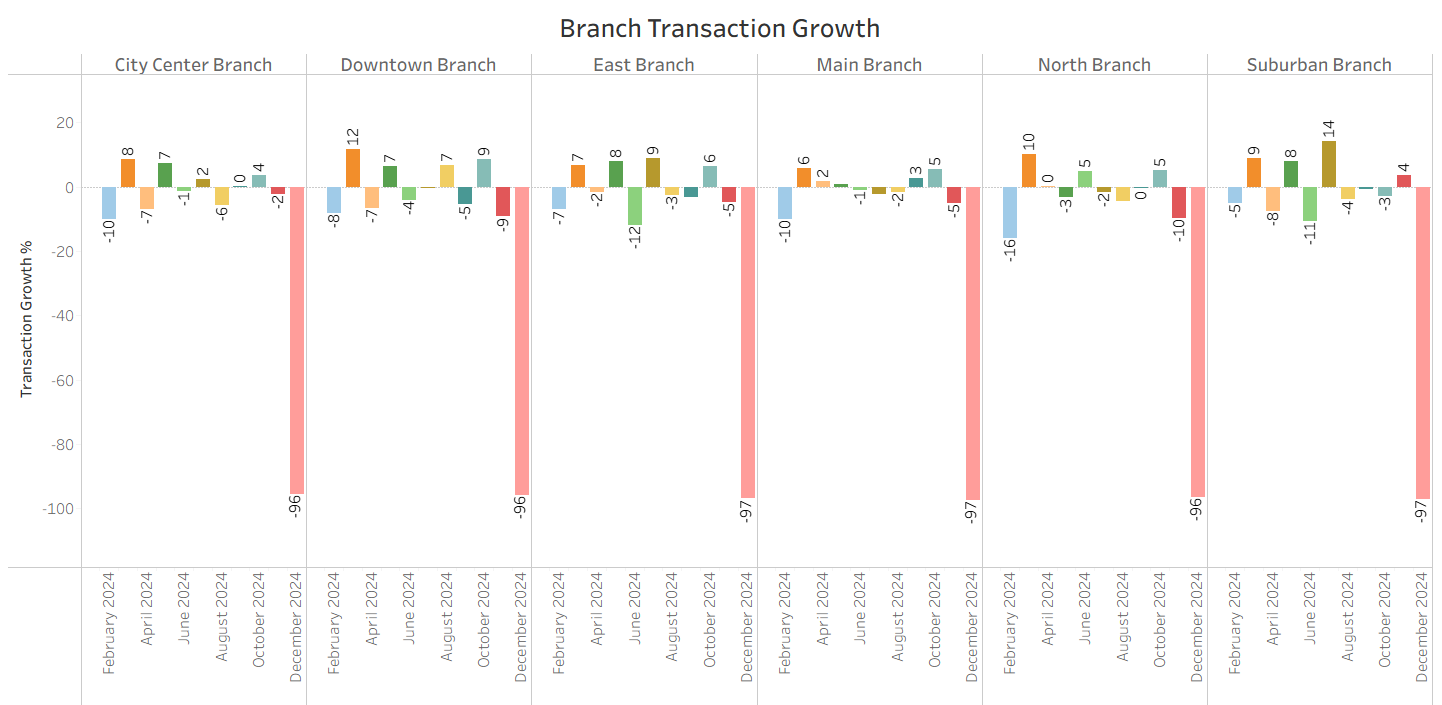 Branch Transaction Growth
City Center Branch Downtown Branch East Branch Main Branch North Branch Suburban Branch
Transaction Growth %
20
0
-20
-40
-60
-80
-100
-10 8 -7 7 -1 2 -6 0 4 -2 -96
-8 12 -7 7 -4 7 -5 9 -9 -96
-7 7 -2 8 -12 9 -3 6 -5 -97
-10 6 2 -1 -2 3 5 -5 -97
-16 10 0 -3 5 -2 0 5 -10 -96
-5 9 -8 8 -11 14 -4 -3 4 -97
February 2024 April 2024 June 2024 August 2024 October 2024 December 2024
February 2024 April 2024 June 2024 August 2024 October 2024 December 2024
February 2024 April 2024 June 2024 August 2024 October 2024 December 2024
February 2024 April 2024 June 2024 August 2024 October 2024 December 2024
February 2024 April 2024 June 2024 August 2024 October 2024 December 2024
February 2024 April 2024 June 2024 August 2024 October 2024 December 2024